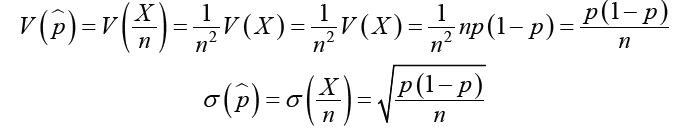 V(p̂) = V(X/n) = 1/n² V(X) = 1/n² V(X) = 1/n² np(1−p) = p(1−p)/n
σ(p̂) = σ(X/n) = √(p(1−p)/n)